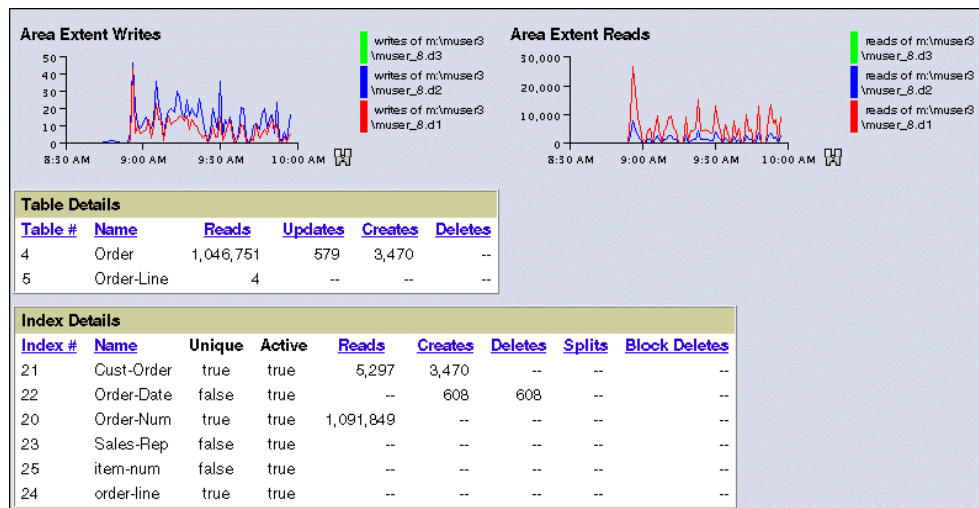 Area Extent Writes
50
40
30
20
10
0
8:30 AM 9:00 AM 9:30 AM 10:00 AM
writes of m:\muser3
\muser_8.d3
writes of m:\muser3
\muser_8.d2
writes of m:\muser3
\muser_8.d1
Area Extent Reads
30,000
20,000
10,000
0
8:30 AM 9:00 AM 9:30 AM 10:00 AM
reads of m:\muser3
\muser_8.d3
reads of m:\muser3
\muser_8.d2
reads of m:\muser3
\muser_8.d1
Table Details
Table # Name Reads Updates Creates Deletes
4 Order 1,046,751 579 3,470 --
5 Order-Line 4 -- -- --
Index Details
Index # Name Unique Active Reads Creates Deletes Splits Block Deletes
21 Cust-Order true true 5,297 3,470 -- -- --
22 Order-Date false true -- 608 608 -- --
20 Order-Num true true 1,091,849 -- -- -- --
23 Sales-Rep false true -- -- -- -- --
25 item-num false true -- -- -- -- --
24 order-line true true -- -- -- -- --